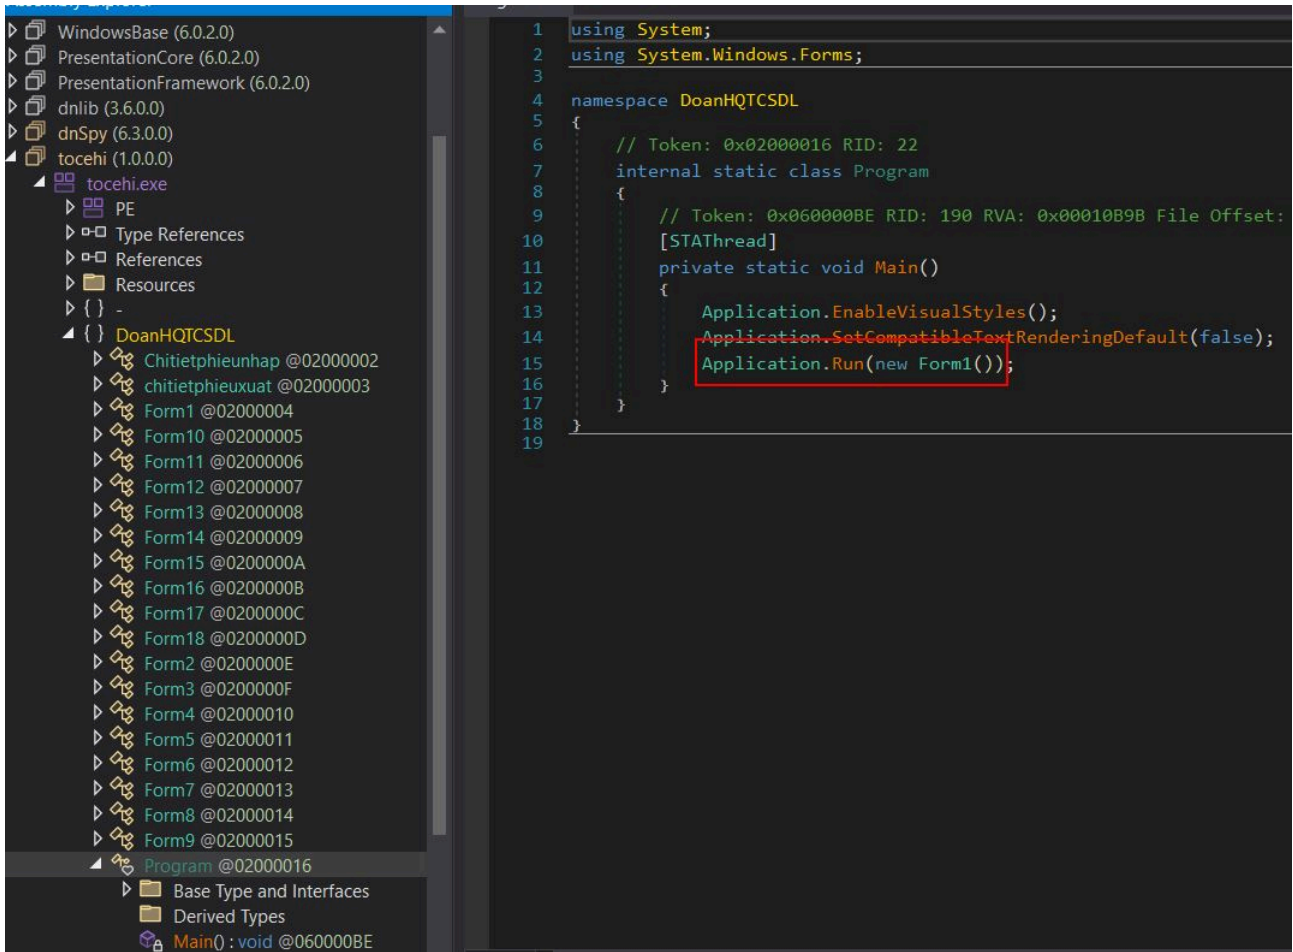 WindowsBase (6.0.2.0)
PresentationCore (6.0.2.0)
PresentationFramework (6.0.2.0)
dnlib (3.6.0.0)
dnSpy (6.3.0.0)
tocehi (1.0.0.0)
tocehi.exe
PE
Type References
References
Resources
{ } -
{ } DoanHQTCSDL
Chitietphieunhap @02000002
chitietphieuxuat @02000003
Form1 @02000004
Form10 @02000005
Form11 @02000006
Form12 @02000007
Form13 @02000008
Form14 @02000009
Form15 @0200000A
Form16 @0200000B
Form17 @0200000C
Form18 @0200000D
Form2 @0200000E
Form3 @0200000F
Form4 @02000010
Form5 @02000011
Form6 @02000012
Form7 @02000013
Form8 @02000014
Form9 @02000015
Program @02000016
Base Type and Interfaces
Derived Types
Main() : void @060000BE
1 using System;
2 using System.Windows.Forms;
3
4 namespace DoanHQTCSDL
5 {
6 // Token: 0x02000016 RID: 22
7 internal static class Program
8 {
9 // Token: 0x060000BE RID: 190 RVA: 0x00010B9B File Offset:
10 [STAThread]
11 private static void Main()
12 {
13 Application.EnableVisualStyles();
14 Application.SetCompatibleTextRenderingDefault(false);
15 Application.Run(new Form1());
16 }
17 }
18 }
19